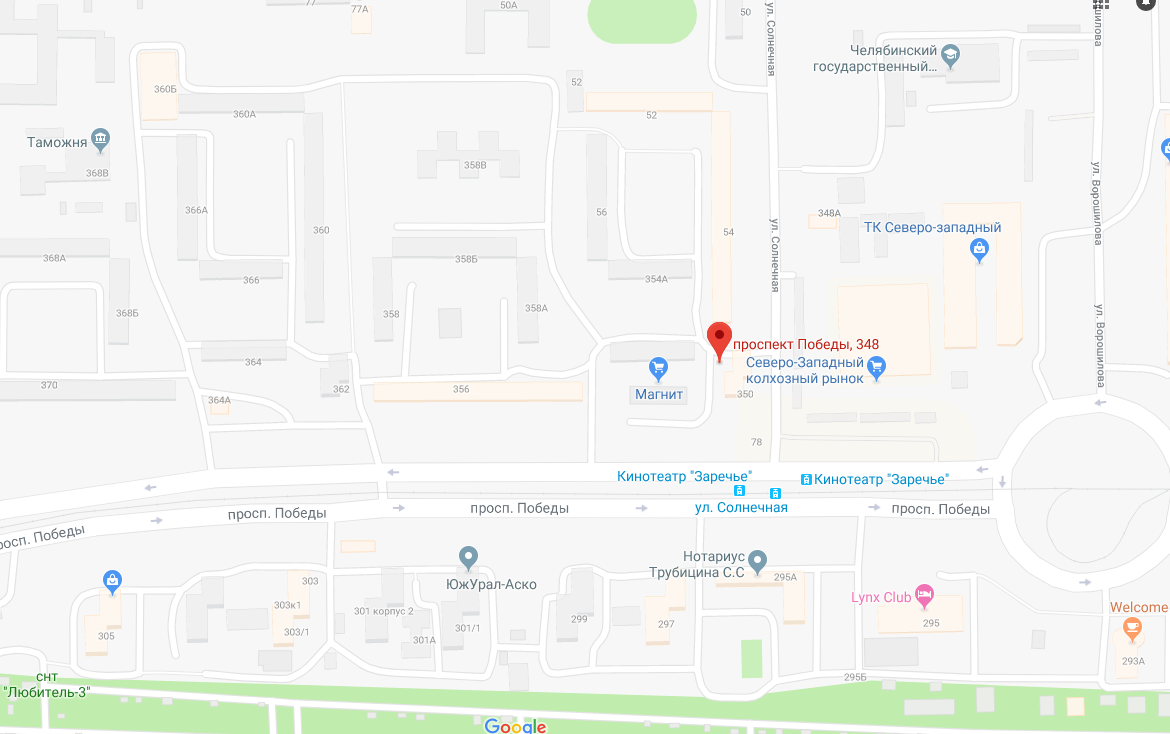 77
77А
50А
50
ул. Солнечная
шилова
Челябинский
государственный...
360Б
360А
52
52
Таможня
368В
358В
366А
360
56
54
348А
ул. Ворошилова
ТК Северо-западный
ул. Солнечная
368А
358Б
366
354А
368Б
358
358А
ул. Ворошилова
проспект Победы, 348
Северо-Западный
колхозный рынок
364
362
356
370
Магнит
350
364А
78
Кинотеатр "Заречье"
Кинотеатр "Заречье"
ул. Солнечная
просп. Победы
просп. Победы
просп. Победы
росп. Победы
Нотариус
Трубицина С.С
ЮжУрал-Аско
295А
303
303к1
303/1
301 корпус 2
301А
301/1
299
297
305
Lynx Club
295
Welcome
293А
295Б
снт
"Любитель-3"
Google